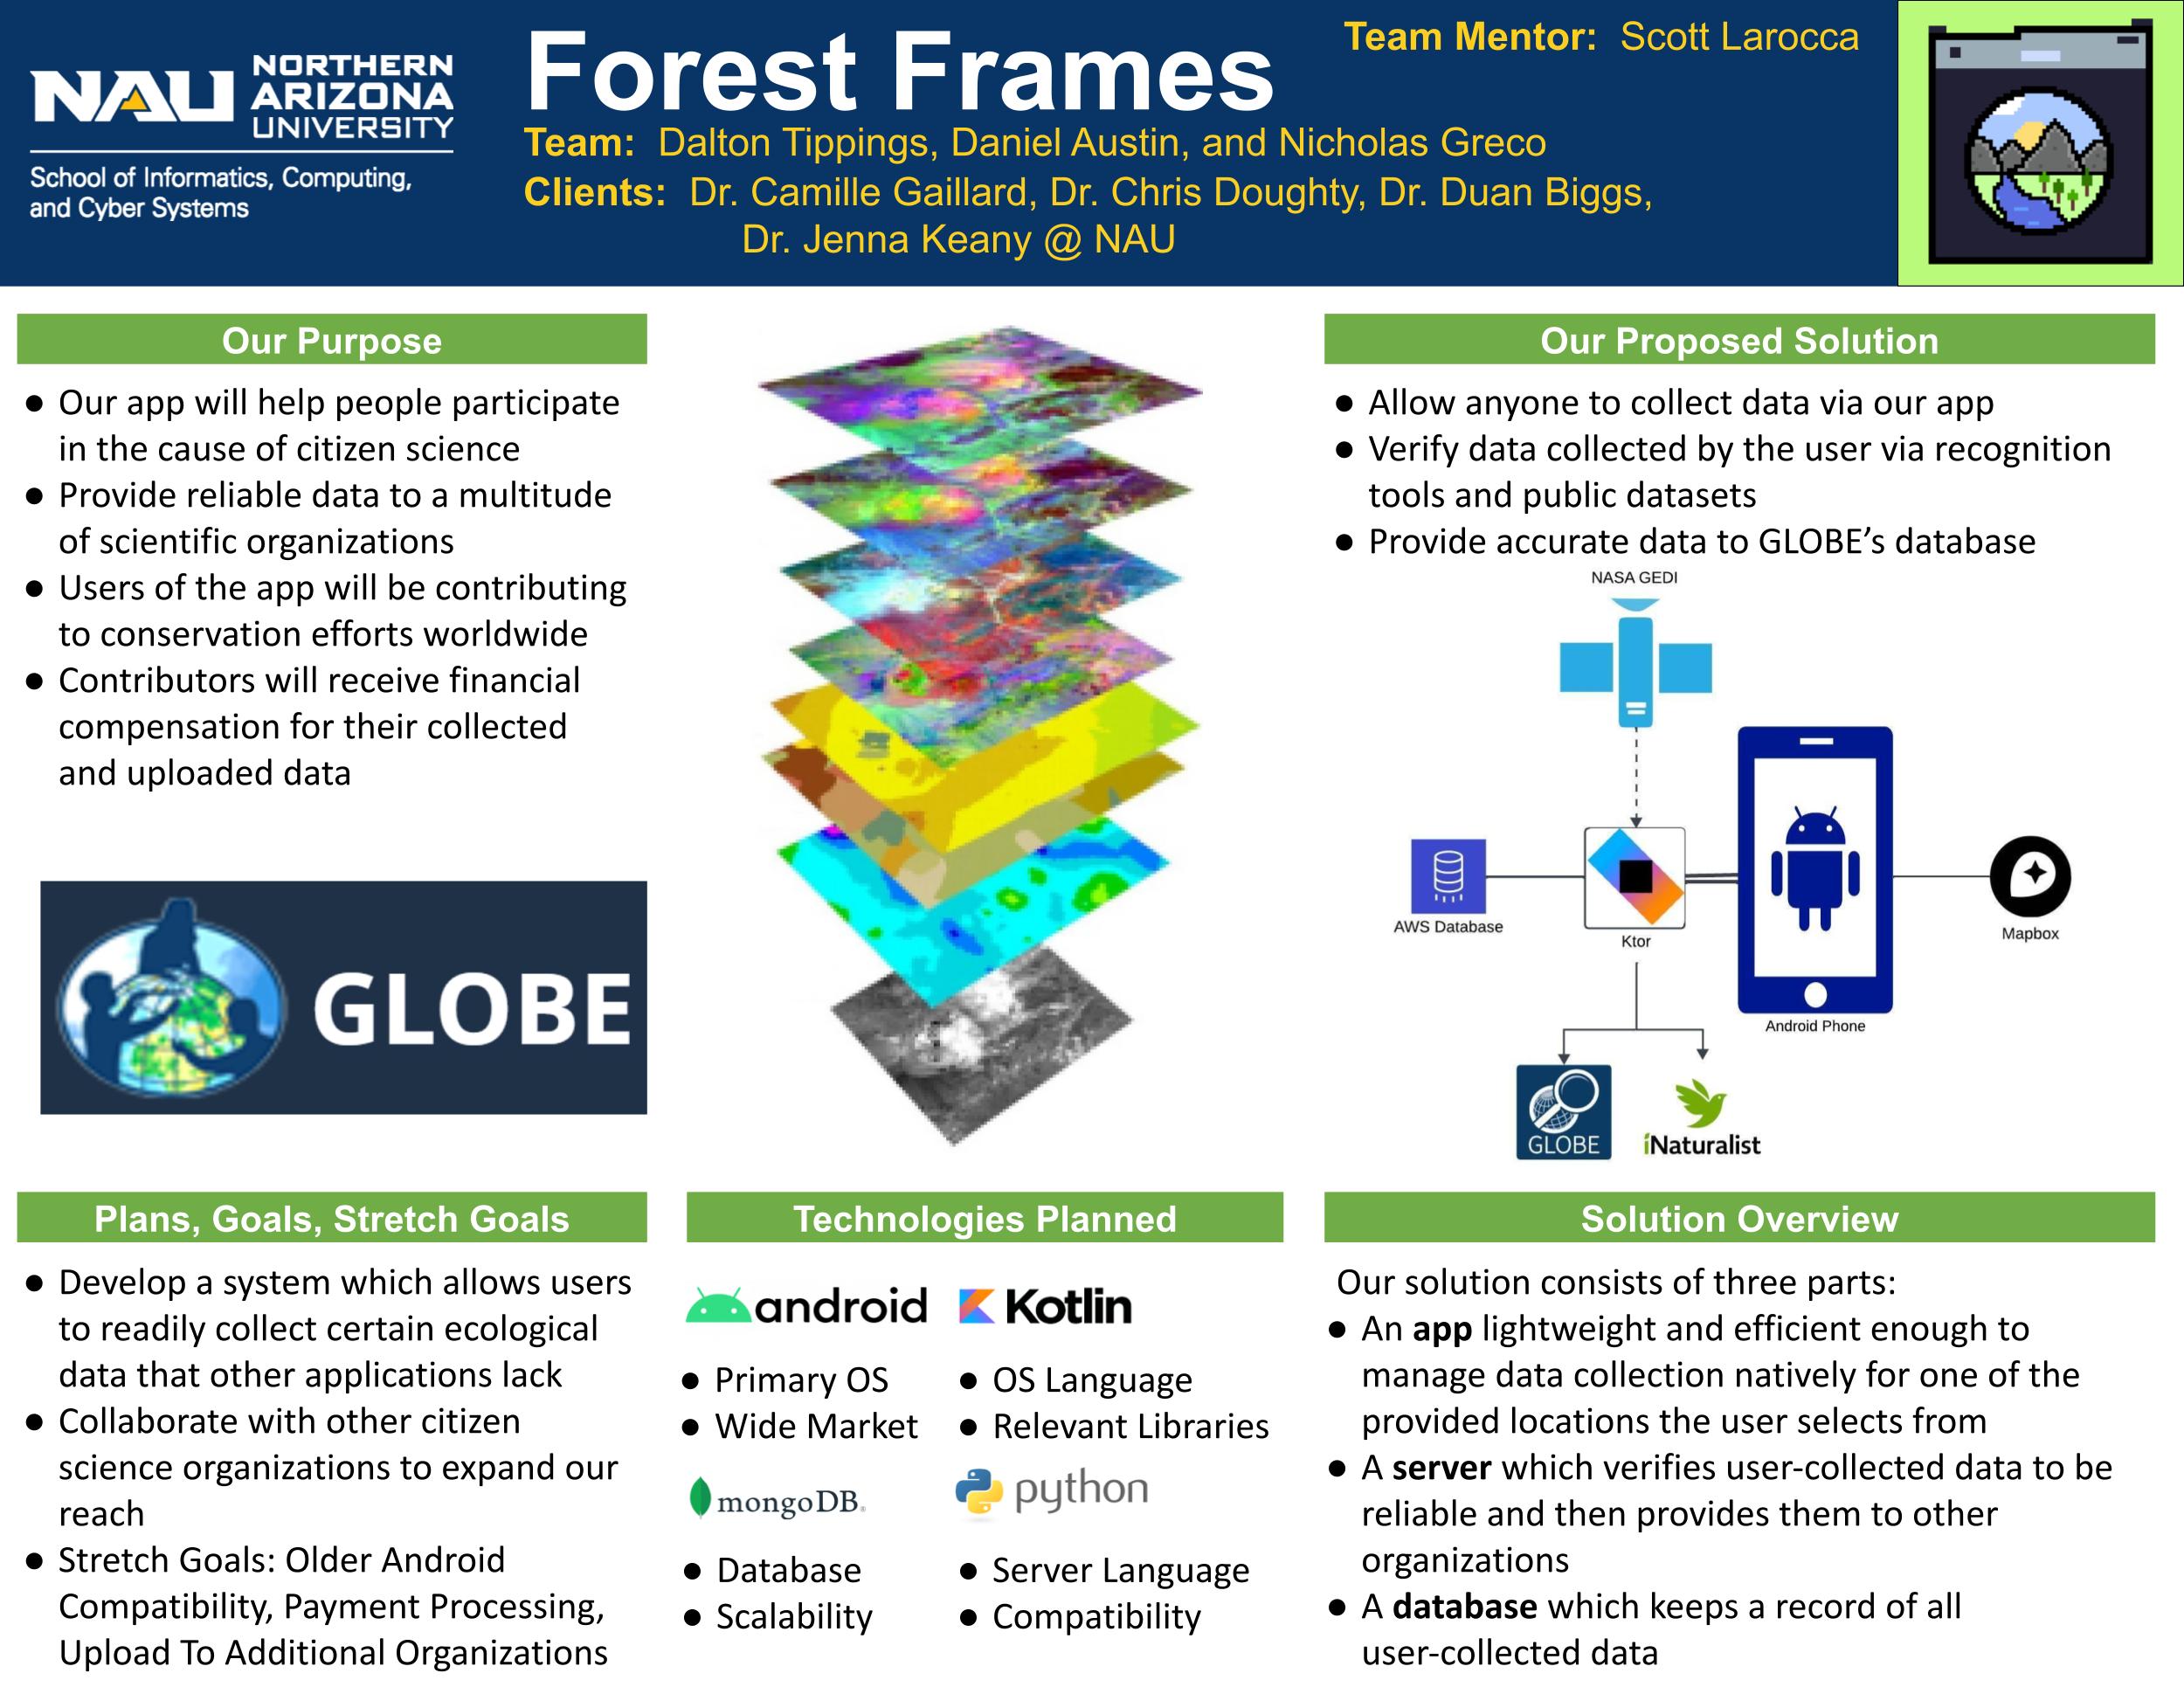 NAU NORTHERN
ARIZONA
UNIVERSITY
School of Informatics, Computing,
and Cyber Systems
Forest Frames
Team Mentor: Scott Larocca
Team: Dalton Tippings, Daniel Austin, and Nicholas Greco
Clients: Dr. Camille Gaillard, Dr. Chris Doughty, Dr. Duan Biggs,
Dr. Jenna Keany @ NAU
Our Purpose
● Our app will help people participate
in the cause of citizen science
● Provide reliable data to a multitude
of scientific organizations
● Users of the app will be contributing
to conservation efforts worldwide
● Contributors will receive financial
compensation for their collected
and uploaded data
GLOBE
Our Proposed Solution
● Allow anyone to collect data via our app
● Verify data collected by the user via recognition
tools and public datasets
● Provide accurate data to GLOBE’s database
NASA GEDI
AWS Database
Ktor
Android Phone
Mapbox
GLOBE
iNaturalist
Plans, Goals, Stretch Goals
● Develop a system which allows users
to readily collect certain ecological
data that other applications lack
● Collaborate with other citizen
science organizations to expand our
reach
● Stretch Goals: Older Android
Compatibility, Payment Processing,
Upload To Additional Organizations
Technologies Planned
android
● Primary OS
● Wide Market
Kotlin
● OS Language
● Relevant Libraries
mongoDB®
● Database
● Scalability
python
● Server Language
● Compatibility
Solution Overview
Our solution consists of three parts:
● An app lightweight and efficient enough to
manage data collection natively for one of the
provided locations the user selects from
● A server which verifies user-collected data to be
reliable and then provides them to other
organizations
● A database which keeps a record of all
user-collected data